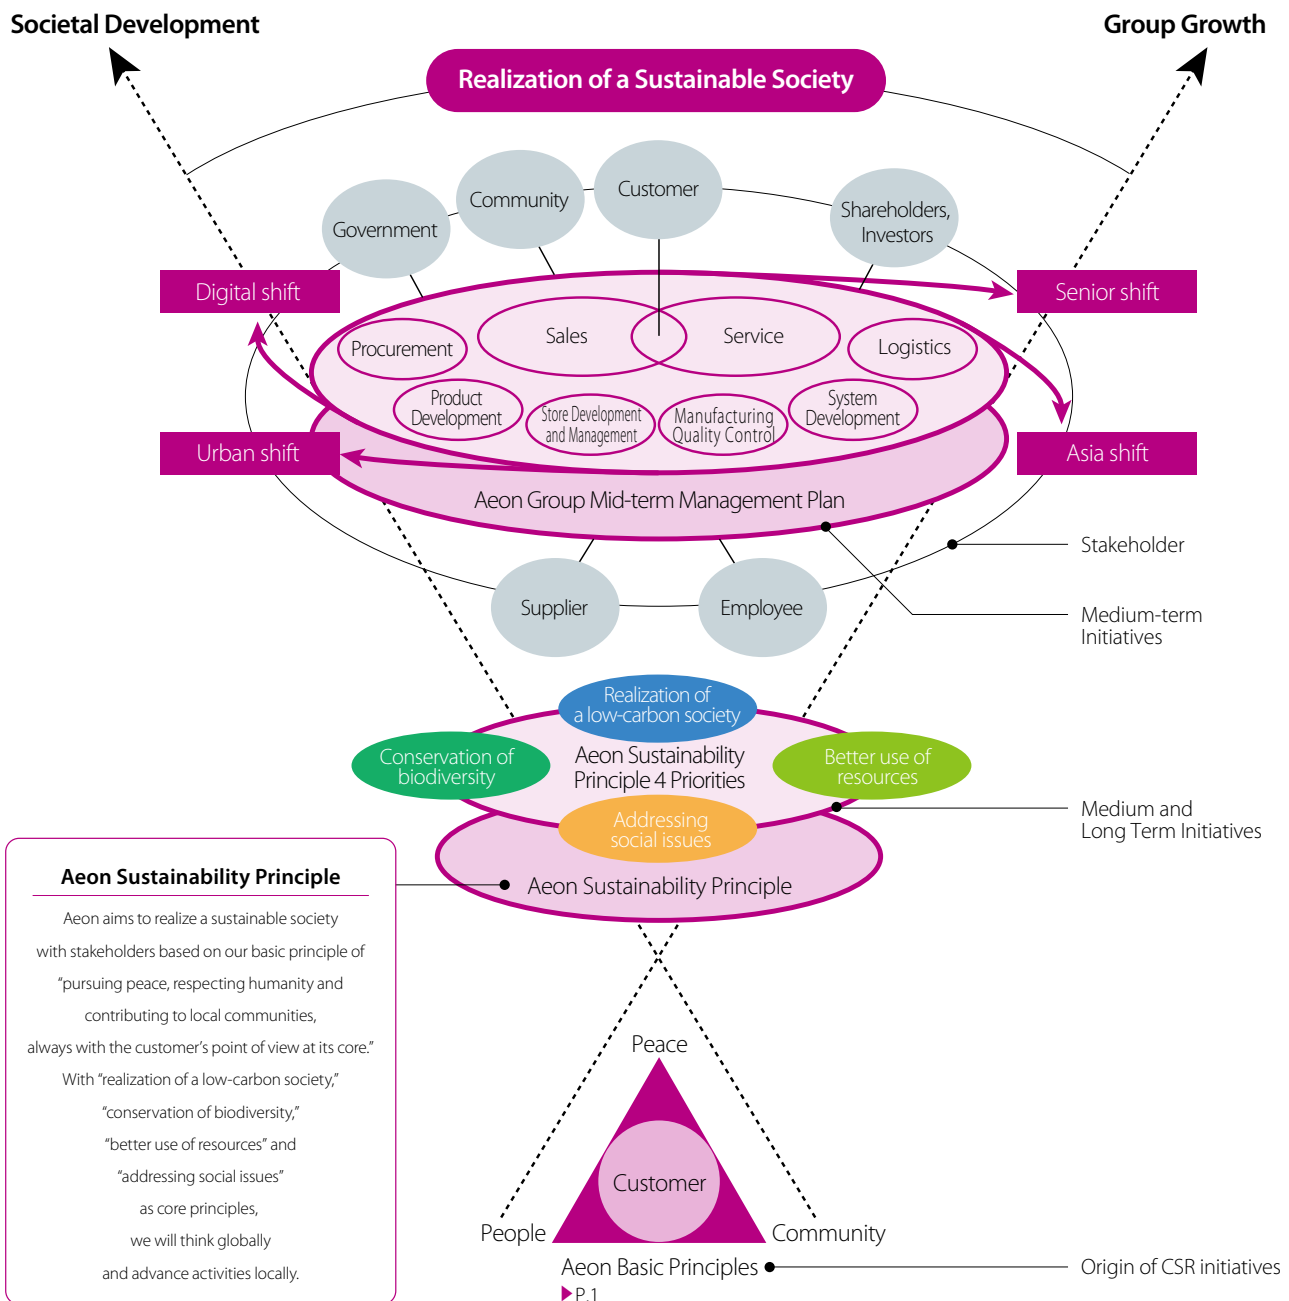 Societal Development
Group Growth
Realization of a Sustainable Society
Customer
Community
Government
Shareholders,
Investors
Digital shift
Senior shift
Sales
Service
Procurement
Logistics
Product
Development
Store Development
and Management
Manufacturing
Quality Control
System
Development
Urban shift
Asia shift
Aeon Group Mid-term Management Plan
Stakeholder
Supplier
Employee
Medium-term
Initiatives
Realization of
a low-carbon society
Conservation of
biodiversity
Aeon Sustainability
Principle 4 Priorities
Better use of
resources
Addressing
social issues
Medium and
Long Term Initiatives
Aeon Sustainability Principle
Aeon Sustainability Principle
Aeon aims to realize a sustainable society
with stakeholders based on our basic principle of
“pursuing peace, respecting humanity and
contributing to local communities,
always with the customer’s point of view at its core.”
With “realization of a low-carbon society,”
“conservation of biodiversity,”
“better use of resources” and
“addressing social issues”
as core principles,
we will think globally
and advance activities locally.
Peace
Customer
People
Community
Aeon Basic Principles
Origin of CSR initiatives
P.1